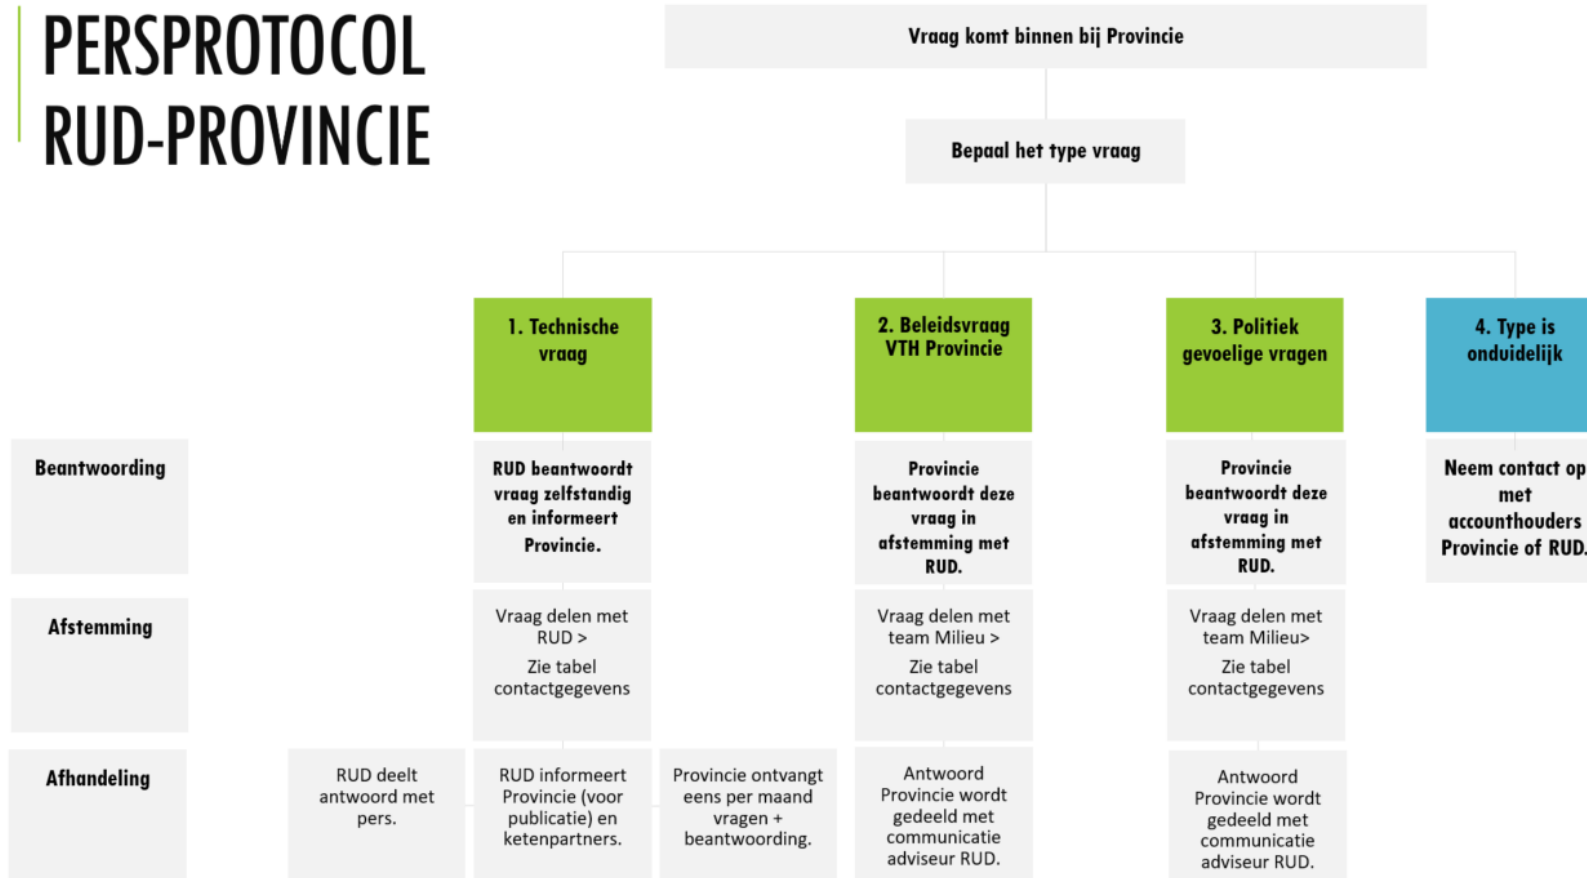 PERSPROTOCOL
RUD-PROVINCIE
Vraag komt binnen bij Provincie
Bepaal het type vraag
1. Technische
vraag
2. Beleidsvraag
VTH Provincie
3. Politiek
gevoelige vragen
4. Type is
onduidelijk
Beantwoording
RUD beantwoordt
vraag zelfstandig
en informeert
Provincie.
Provincie
beantwoordt deze
vraag in
afstemming met
RUD.
Provincie
beantwoordt deze
vraag in
afstemming met
RUD.
Neem contact op
met
accounthouders
Provincie of RUD.
Afstemming
Vraag delen met
RUD >
Zie tabel
contactgegevens
Vraag delen met
team Milieu >
Zie tabel
contactgegevens
Vraag delen met
team Milieu>
Zie tabel
contactgegevens
Afhandeling
RUD deelt
antwoord met
pers.
RUD informeert
Provincie (voor
publicatie) en
ketenpartners.
Provincie ontvangt
eens per maand
vragen +
beantwoording.
Antwoord
Provincie wordt
gedeeld met
communicatie
adviseur RUD.
Antwoord
Provincie wordt
gedeeld met
communicatie
adviseur RUD.